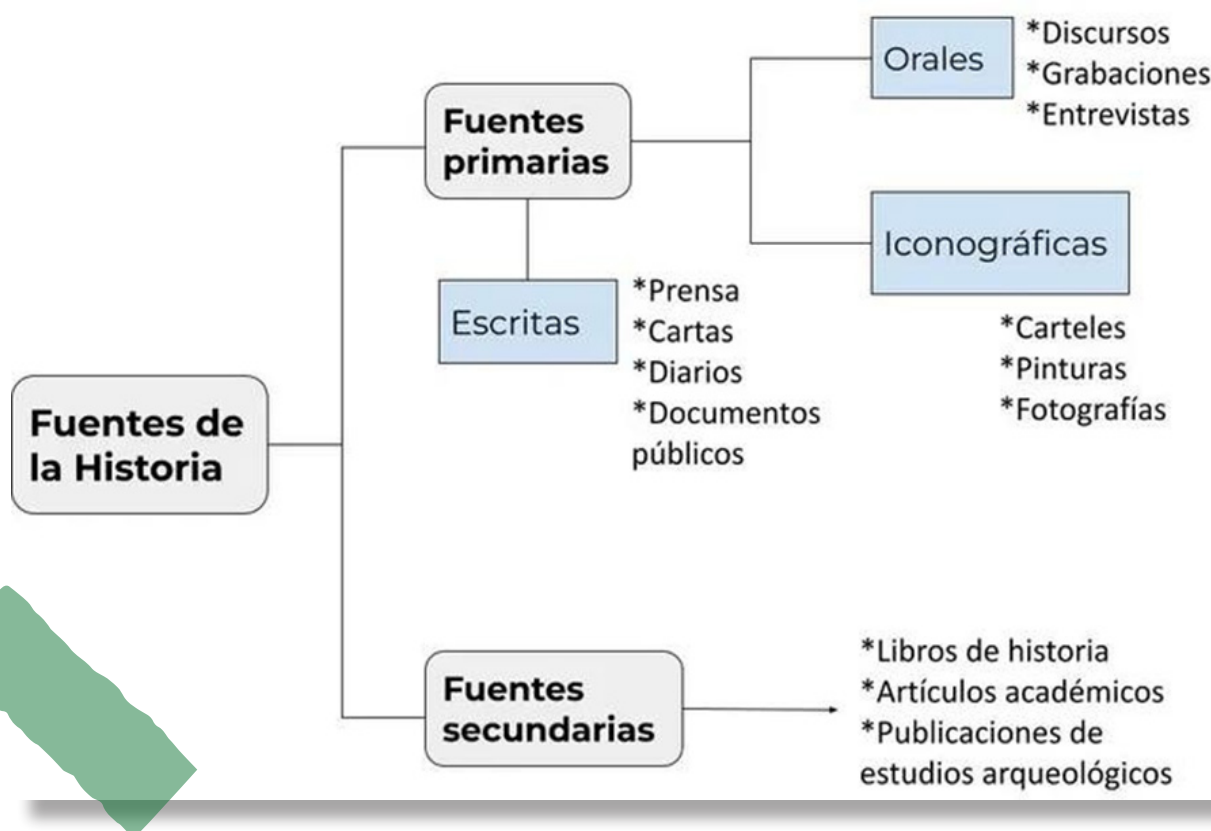 Fuentes de
la Historia
Fuentes
primarias
Orales
*Discursos
*Grabaciones
*Entrevistas
Iconográficas
*Carteles
*Pinturas
*Fotografías
Escritas
*Prensa
*Cartas
*Diarios
*Documentos
públicos
Fuentes
secundarias
*Libros de historia
*Artículos académicos
*Publicaciones de
estudios arqueológicos